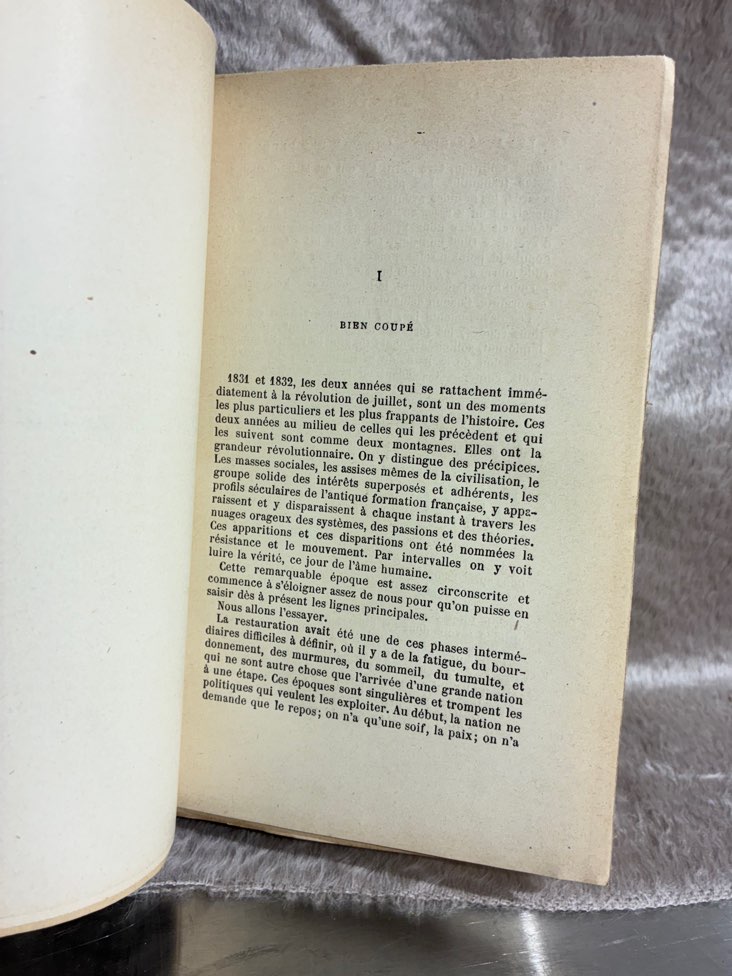 I
BIEN COUPÉ
1831 et 1832, les deux années qui se rattachent immé-
diatement à la révolution de juillet, sont un des moments
les plus particuliers et les plus frappants de l'histoire. Ces
deux années au milieu de celles qui les précèdent et qui
les suivent sont comme deux montagnes. Elles ont la
grandeur révolutionnaire. On y distingue des précipices.
Les masses sociales, les assises mêmes de la civilisation, le
groupe solide des intérêts superposés et adhérents, les
profils séculaires de l'antique formation française, y appa-
raissent et y disparaissent à chaque instant à travers les
nuages orageux des systèmes, des passions et des théories.
Ces apparitions et ces disparitions ont été nommées la
résistance et le mouvement. Par intervalles on y voit
luire la vérité, ce jour de l'âme humaine.
Cette remarquable époque est assez circonscrite et
commence à s'éloigner assez de nous pour qu'on puisse en
saisir dès à présent les lignes principales.
Nous allons l'essayer.
La restauration avait été une de ces phases intermé-
diaires difficiles à définir, où il y a de la fatigue, du bour-
donnement, des murmures, du sommeil, du tumulte, et
qui ne sont autre chose que l'arrivée d'une grande nation
à une étape. Ces époques sont singulières et trompent les
politiques qui veulent les exploiter. Au début, la nation ne
demande que le repos; on n'a qu'une soif, la paix; on n'a